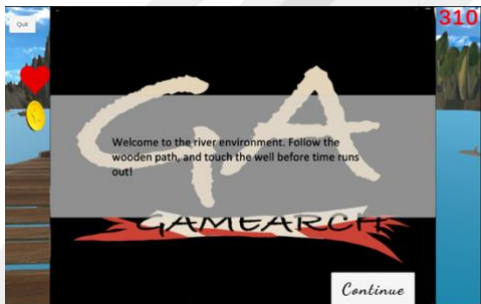 Quit
310
GA
Welcome to the river environment. Follow the
wooden path, and touch the well before time runs
out!
GAMEARCH
Continue